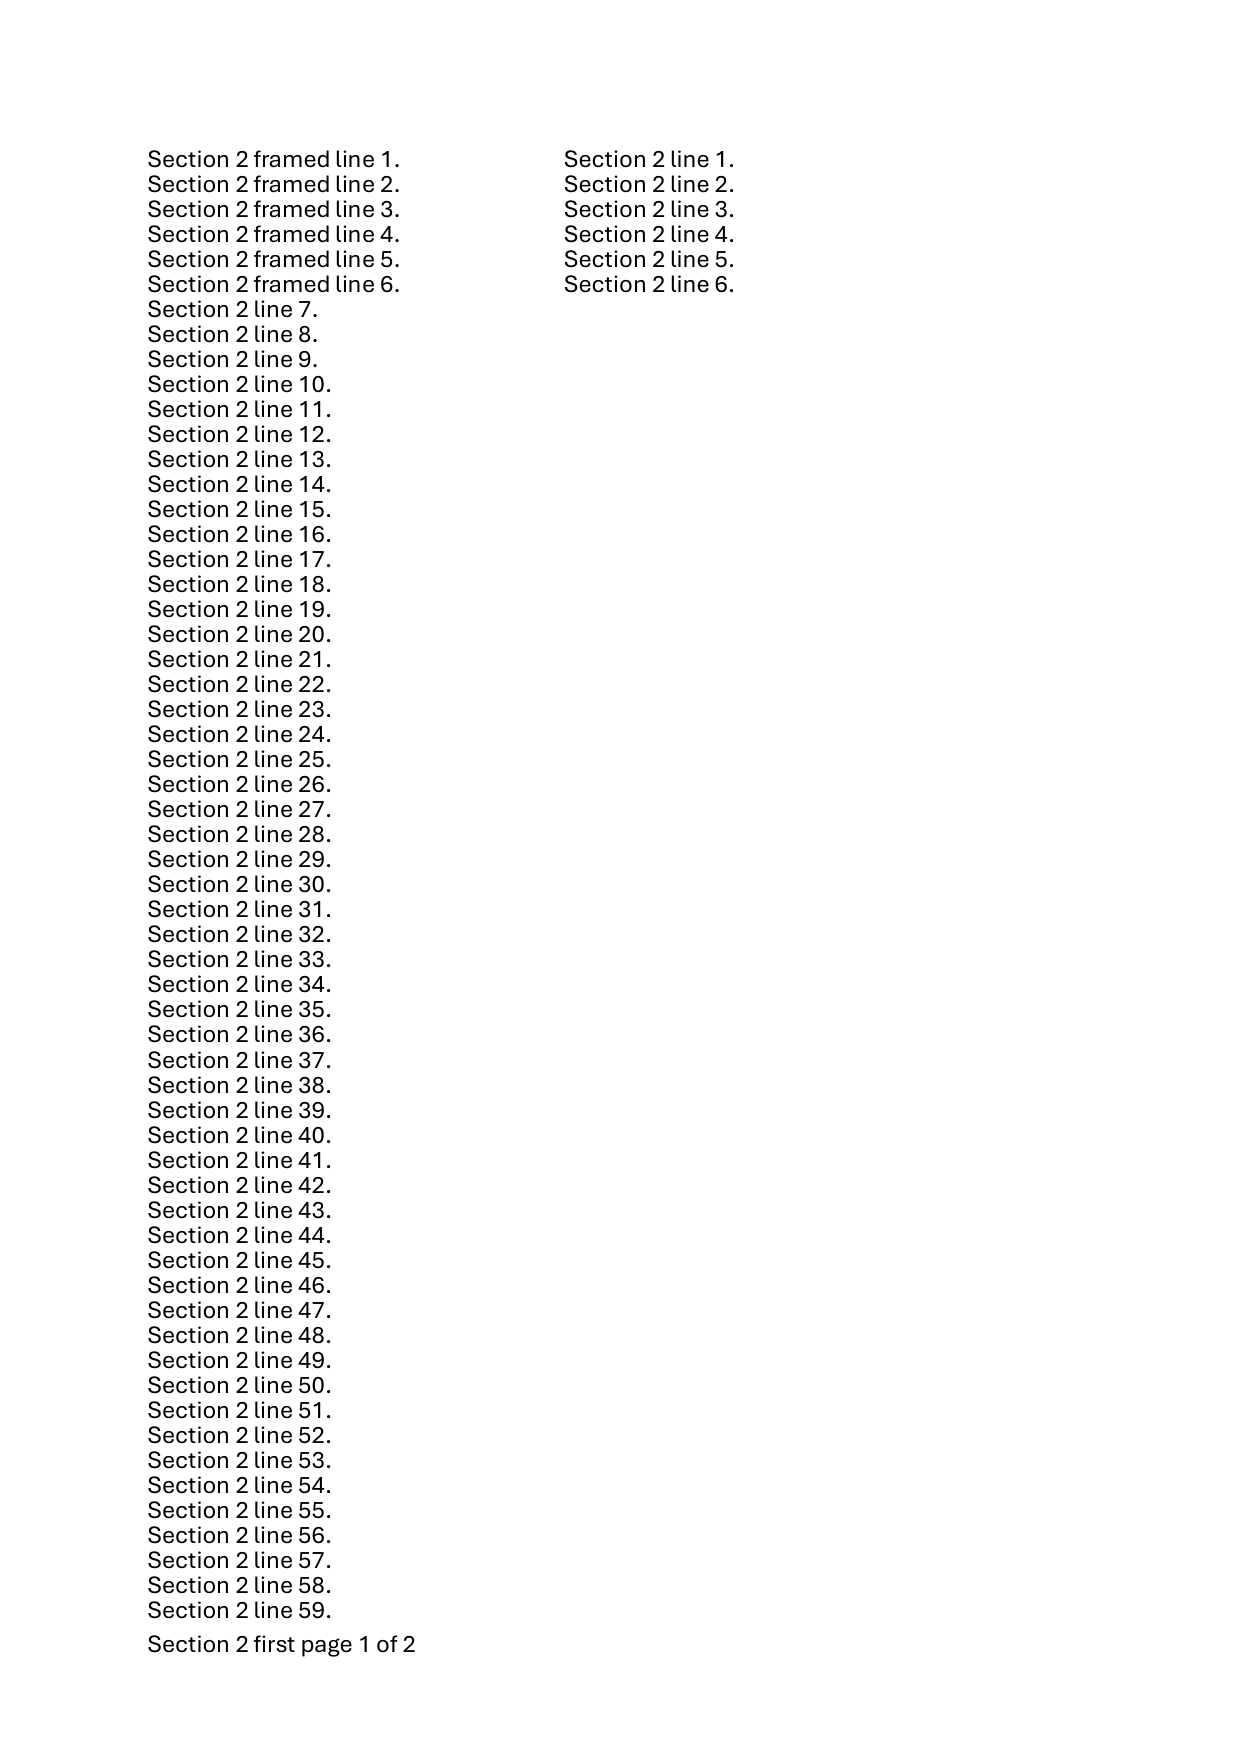 Section 2 framed line 1.
Section 2 framed line 2.
Section 2 framed line 3.
Section 2 framed line 4.
Section 2 framed line 5.
Section 2 framed line 6.
Section 2 line 1.
Section 2 line 2.
Section 2 line 3.
Section 2 line 4.
Section 2 line 5.
Section 2 line 6.
Section 2 line 7.
Section 2 line 8.
Section 2 line 9.
Section 2 line 10.
Section 2 line 11.
Section 2 line 12.
Section 2 line 13.
Section 2 line 14.
Section 2 line 15.
Section 2 line 16.
Section 2 line 17.
Section 2 line 18.
Section 2 line 19.
Section 2 line 20.
Section 2 line 21.
Section 2 line 22.
Section 2 line 23.
Section 2 line 24.
Section 2 line 25.
Section 2 line 26.
Section 2 line 27.
Section 2 line 28.
Section 2 line 29.
Section 2 line 30.
Section 2 line 31.
Section 2 line 32.
Section 2 line 33.
Section 2 line 34.
Section 2 line 35.
Section 2 line 36.
Section 2 line 37.
Section 2 line 38.
Section 2 line 39.
Section 2 line 40.
Section 2 line 41.
Section 2 line 42.
Section 2 line 43.
Section 2 line 44.
Section 2 line 45.
Section 2 line 46.
Section 2 line 47.
Section 2 line 48.
Section 2 line 49.
Section 2 line 50.
Section 2 line 51.
Section 2 line 52.
Section 2 line 53.
Section 2 line 54.
Section 2 line 55.
Section 2 line 56.
Section 2 line 57.
Section 2 line 58.
Section 2 line 59.
Section 2 first page 1 of 2